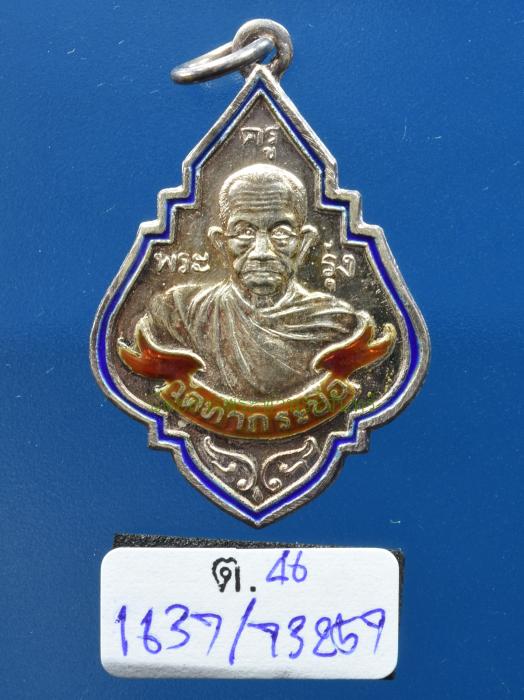 ครู
พระ รุ้ง
วัดท่ากระบือ
ต. 46
1637/73259